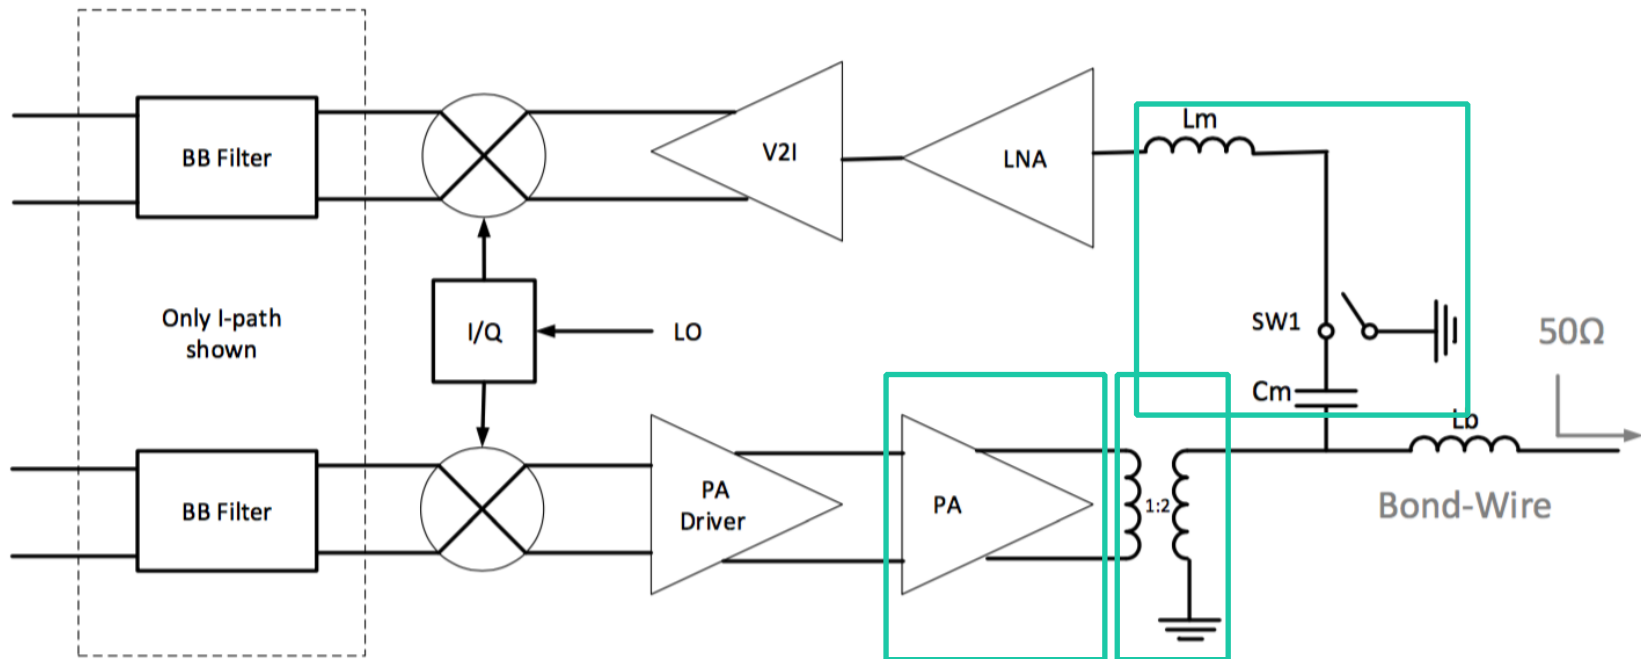 Lm
BB Filter
V2I
LNA
Only I-path
shown
I/Q
LO
SW1
50Ω
Cm
Lb
BB Filter
PA
Driver
PA
1:2
Bond-Wire